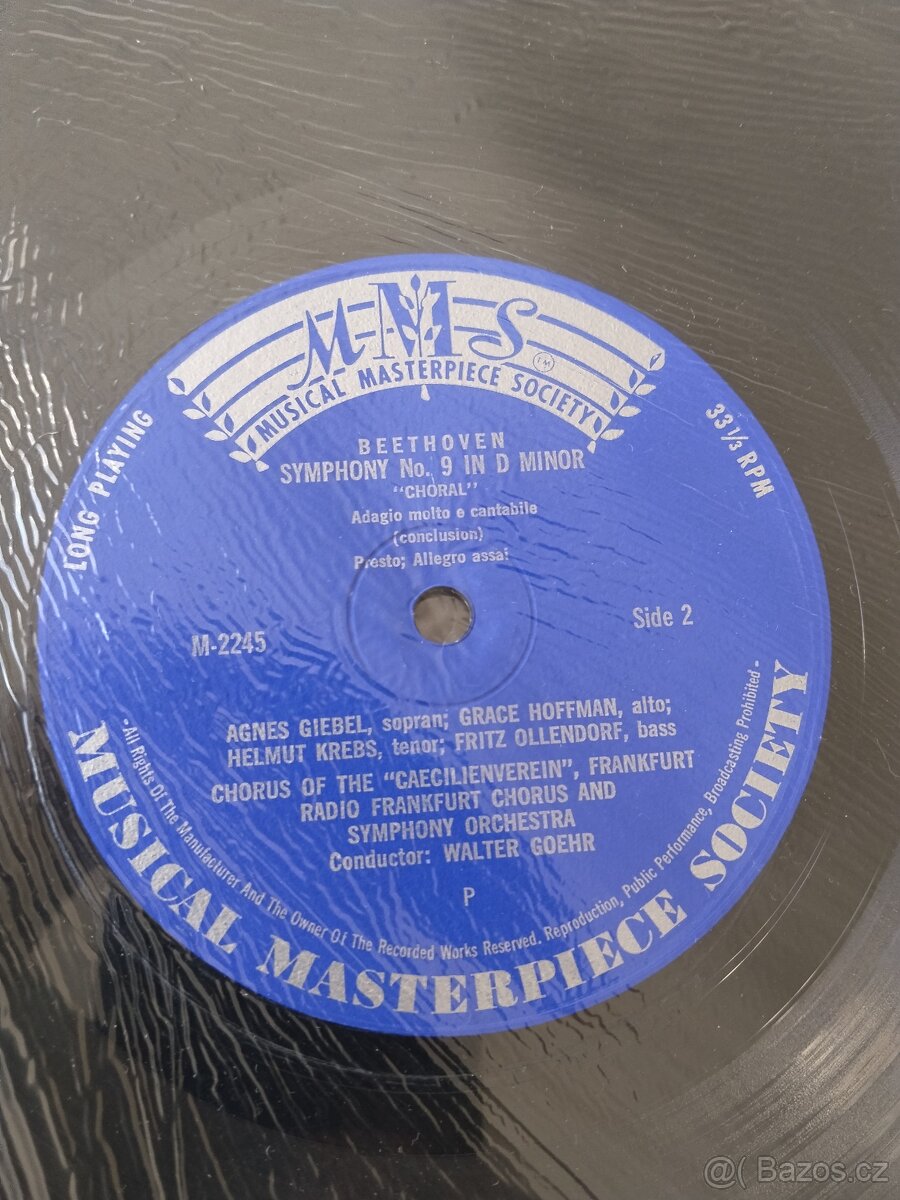 MMS
TM
MUSICAL MASTERPIECE SOCIETY
LONG PLAYING
33 1/3 RPM
BEETHOVEN
SYMPHONY No. 9 IN D MINOR
"CHORAL"
Adagio molto e cantabile
(conclusion)
Presto; Allegro assai
M-2245
Side 2
AGNES GIEBEL, sopran; GRACE HOFFMAN, alto;
HELMUT KREBS, tenor; FRITZ OLLENDORF, bass
CHORUS OF THE "CAECILIENVEREIN", FRANKFURT
RADIO FRANKFURT CHORUS AND
SYMPHONY ORCHESTRA
Conductor: WALTER GOEHR
P
·All Rights Of The Manufacturer And The Owner Of The Recorded Works Reserved. Reproduction, Public Performance, Broadcasting Prohibited·
MUSICAL MASTERPIECE SOCIETY
@( Bazos.cz